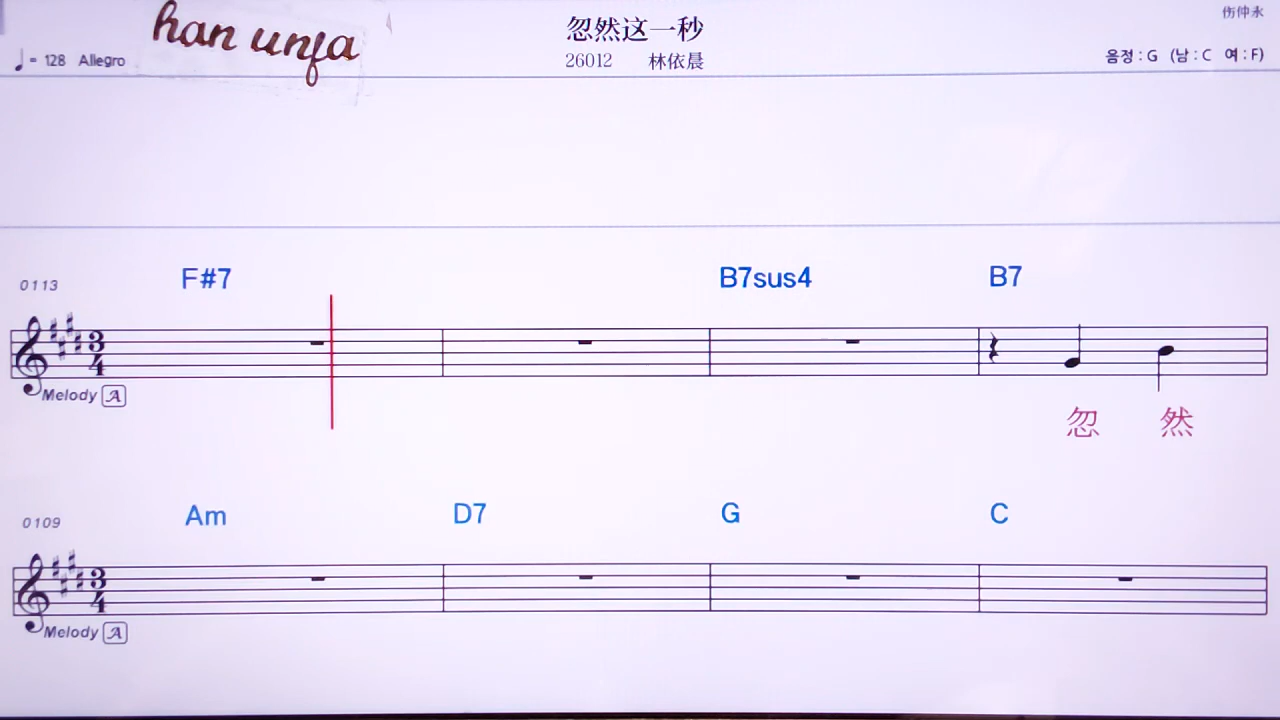 han unfa
忽然这一秒
伤仲永
♩= 128 Allegro
26012 林依晨
음정 : G (남 : C 여 : F)
0113
F#7 B7sus4 B7
3
4
Melody A
忽 然
0109
Am D7 G C
3
4
Melody A